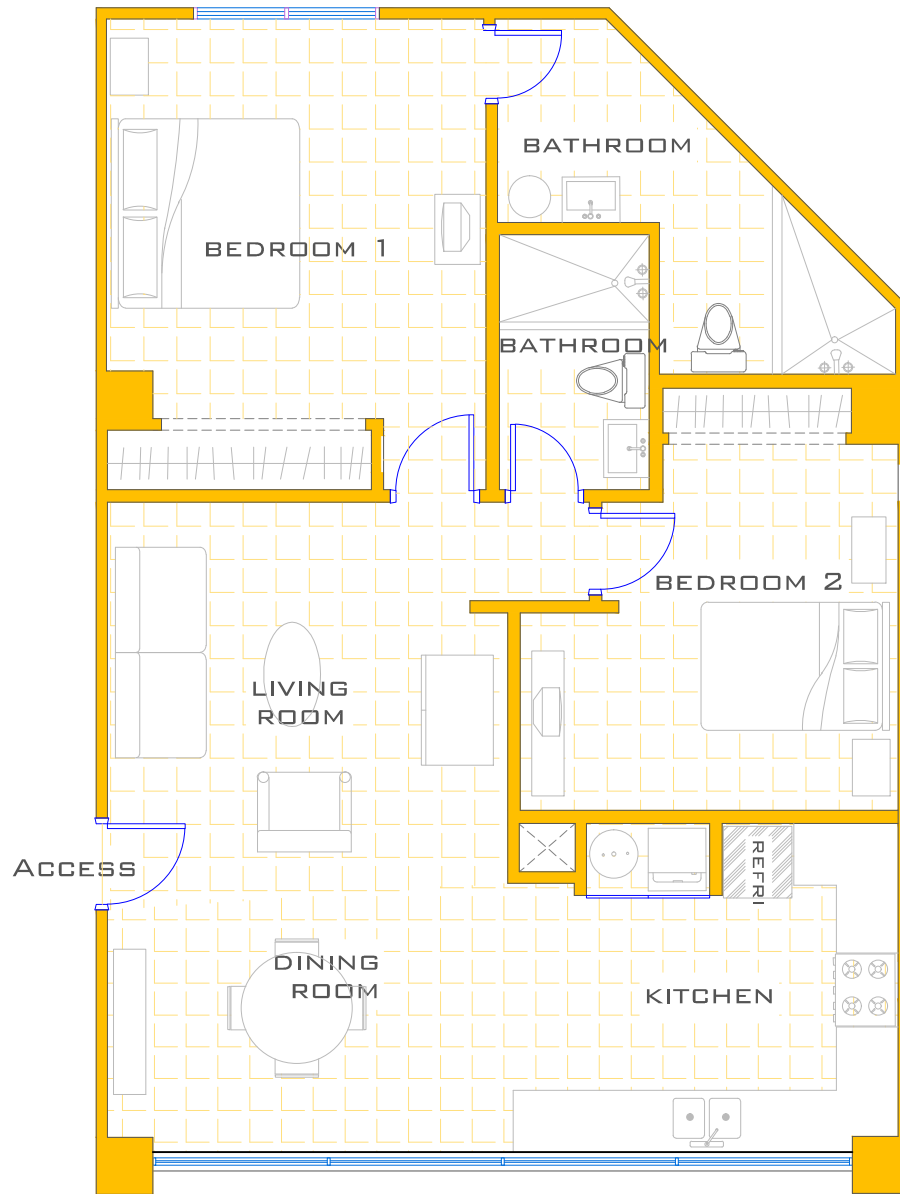 BATHROOM
BEDROOM 1
BATHROOM
BEDROOM 2
LIVING
ROOM
ACCESS
REFRI
DINING
ROOM
KITCHEN